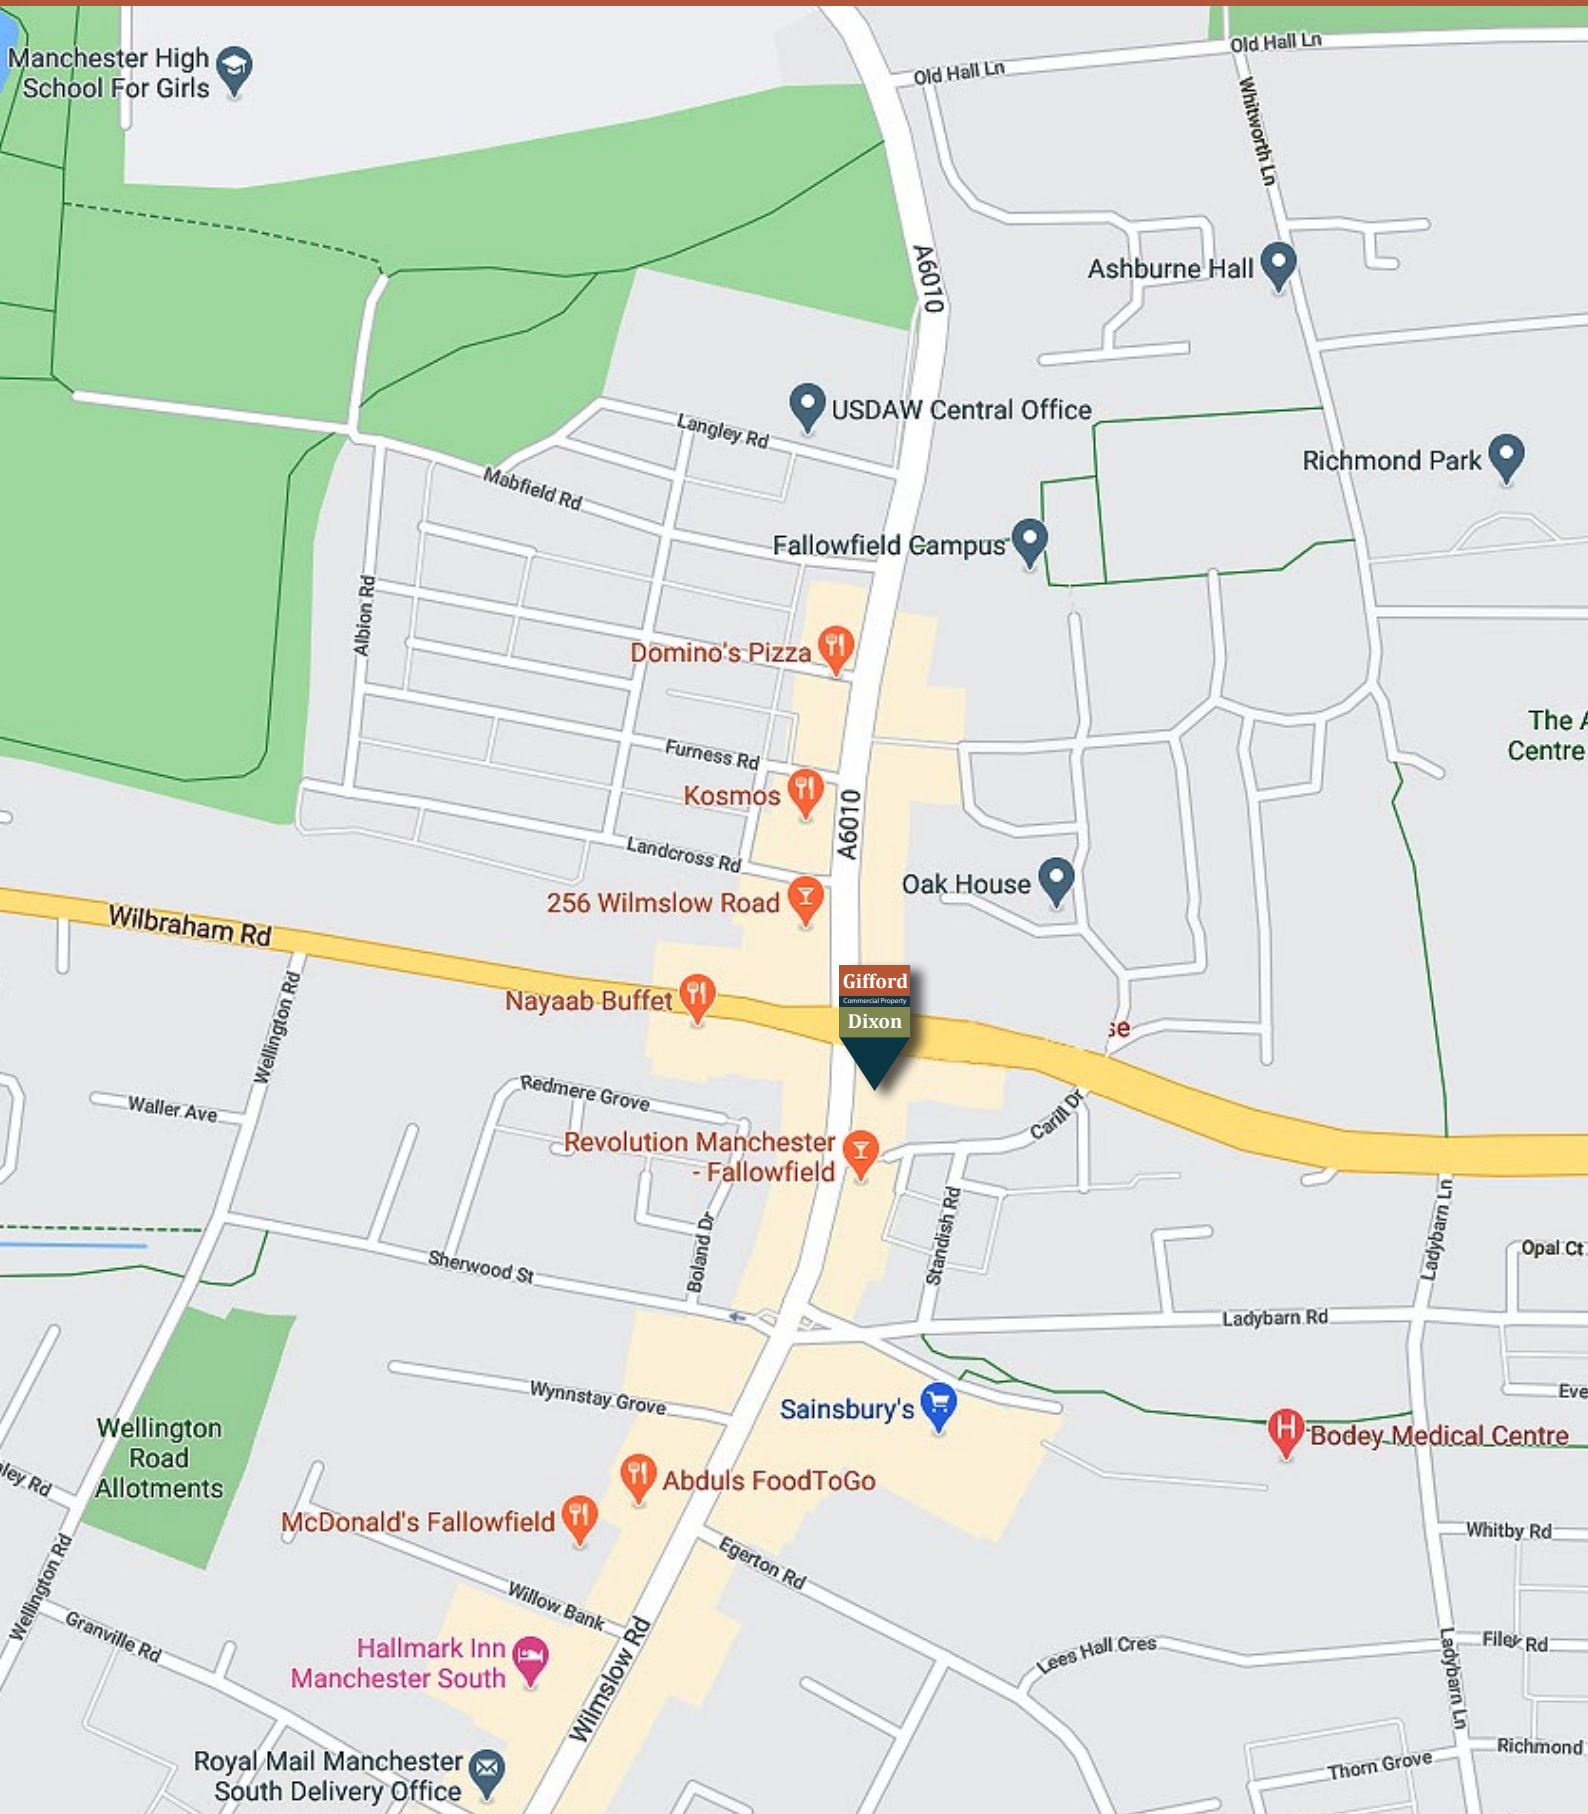 Old Hall Ln
Old Hall Ln
Manchester High
School For Girls
Whitworth Ln
A6010
Ashburne Hall
USDAW Central Office
Langley Rd
Richmond Park
Mabfield Rd
Fallowfield Campus
Albion Rd
Domino's Pizza
The A
Centre
Furness Rd
Kosmos
A6010
Landcross Rd
Oak House
256 Wilmslow Road
Wilbraham Rd
Gifford
Commercial Property
Dixon
Nayaab Buffet
se
Wellington Rd
Redmere Grove
Waller Ave
Carill Dr
Revolution Manchester
- Fallowfield
Standish Rd
Ladybarn Ln
Boland Dr
Opal Ct
Sherwood St
Ladybarn Rd
Wynnstay Grove
Eve
Sainsbury's
Wellington
Road
Allotments
Bodey Medical Centre
ley Rd
Abduls FoodToGo
McDonald's Fallowfield
Whitby Rd
Egerton Rd
Wellington Rd
Willow Bank
Granville Rd
Hallmark Inn
Manchester South
Wilmslow Rd
Lees Hall Cres
Filey Rd
Ladybarn Ln
Royal Mail Manchester
South Delivery Office
Richmond
Thorn Grove